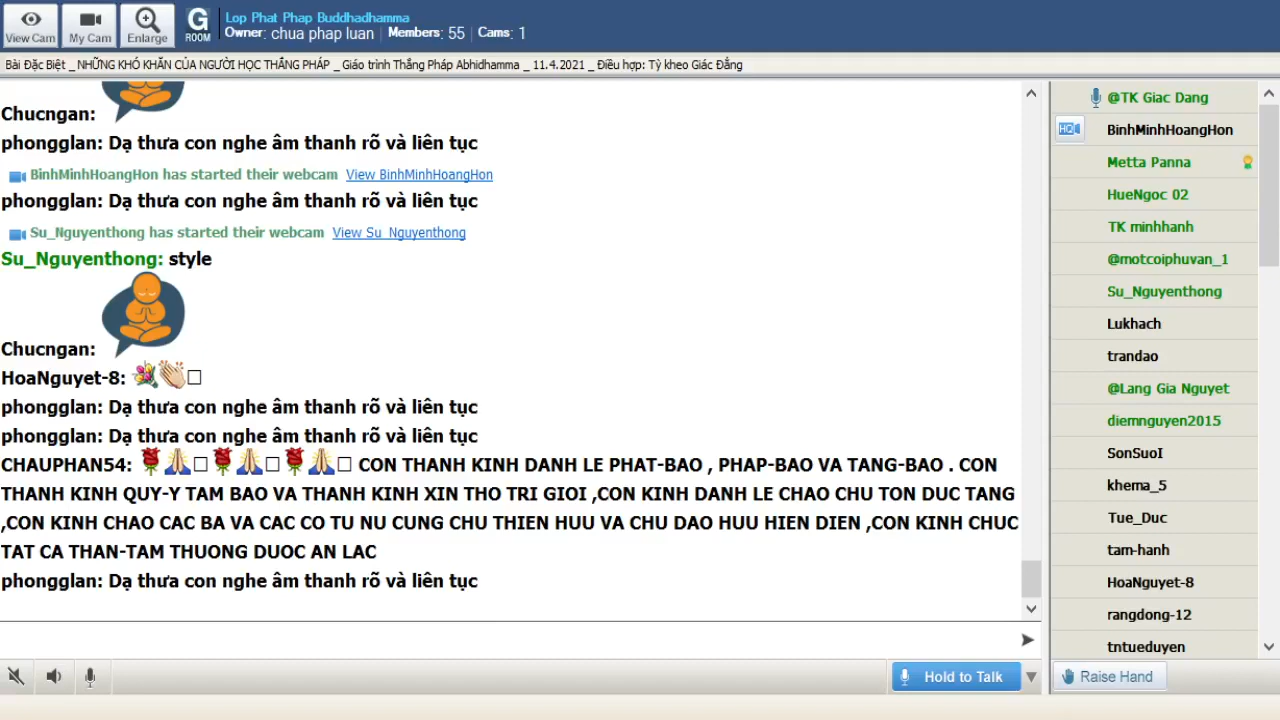 View Cam
My Cam
Enlarge
G
ROOM
Lop Phat Phap Buddhadhamma
Owner: chua phap luan | Members: 55 | Cams: 1
Bài Đặc Biệt _ NHỮNG KHÓ KHĂN CỦA NGƯỜI HỌC THẮNG PHÁP _ Giáo trình Thắng Pháp Abhidhamma _ 11.4.2021 _ Điều hợp: Tỳ kheo Giác Đẳng
Chucngan:
phongglan: Dạ thưa con nghe âm thanh rõ và liên tục
BinhMinhHoangHon has started their webcam View BinhMinhHoangHon
phongglan: Dạ thưa con nghe âm thanh rõ và liên tục
Su_Nguyenthong has started their webcam View Su_Nguyenthong
Su_Nguyenthong: style
Chucngan:
HoaNguyet-8: 💐👏□
phongglan: Dạ thưa con nghe âm thanh rõ và liên tục
phongglan: Dạ thưa con nghe âm thanh rõ và liên tục
CHAUPHAN54: 🌹🙏□🌹🙏□🌹🙏□ CON THANH KINH DANH LE PHAT-BAO , PHAP-BAO VA TANG-BAO . CON
THANH KINH QUY-Y TAM BAO VA THANH KINH XIN THO TRI GIOI ,CON KINH DANH LE CHAO CHU TON DUC TANG
,CON KINH CHAO CAC BA VA CAC CO TU NU CUNG CHU THIEN HUU VA CHU DAO HUU HIEN DIEN ,CON KINH CHUC
TAT CA THAN-TAM THUONG DUOC AN LAC
phongglan: Dạ thưa con nghe âm thanh rõ và liên tục
Hold to Talk
@TK Giac Dang
HQ
BinhMinhHoangHon
Metta Panna
HueNgoc 02
TK minhhanh
@motcoiphuvan_1
Su_Nguyenthong
Lukhach
trandao
@Lang Gia Nguyet
diemnguyen2015
SonSuoI
khema_5
Tue_Duc
tam-hanh
HoaNguyet-8
rangdong-12
tntueduyen
Raise Hand